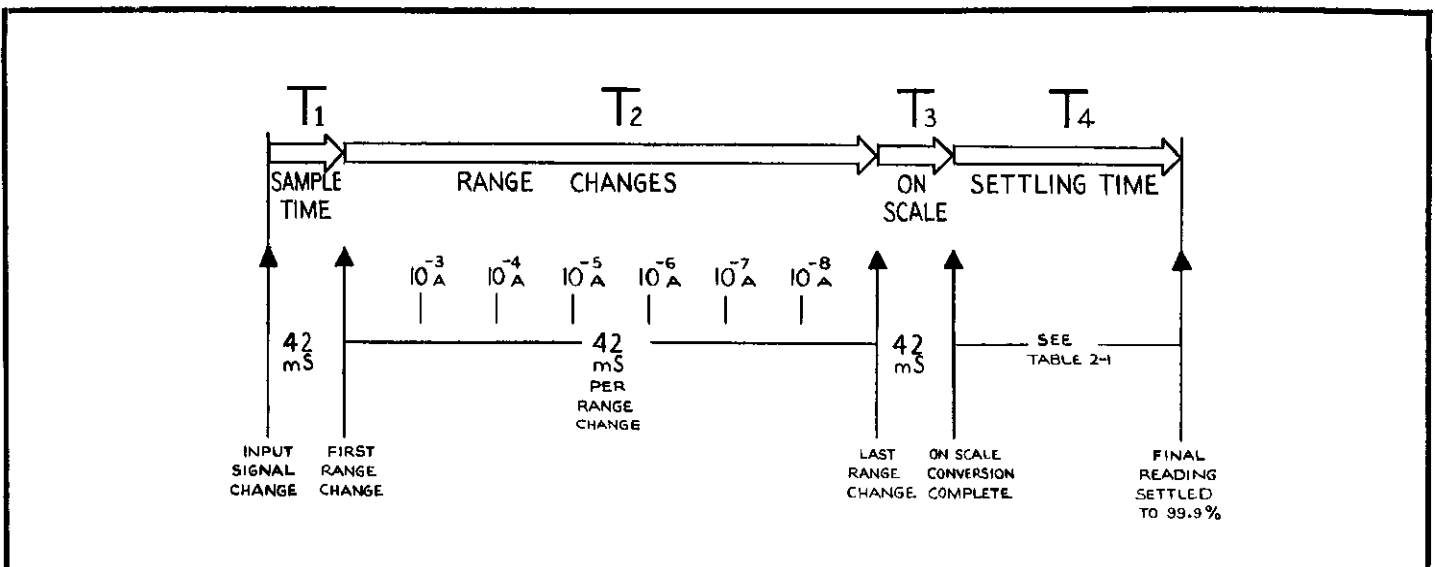 T1 T2 T3 T4
SAMPLE TIME
RANGE CHANGES
ON SCALE
SETTLING TIME
10-3A 10-4A 10-5A 10-6A 10-7A 10-8A
42 mS
42 mS PER RANGE CHANGE
42 mS
SEE TABLE 2-1
INPUT SIGNAL CHANGE
FIRST RANGE CHANGE
LAST RANGE CHANGE.
ON SCALE CONVERSION COMPLETE
FINAL READING SETTLED TO 99.9%